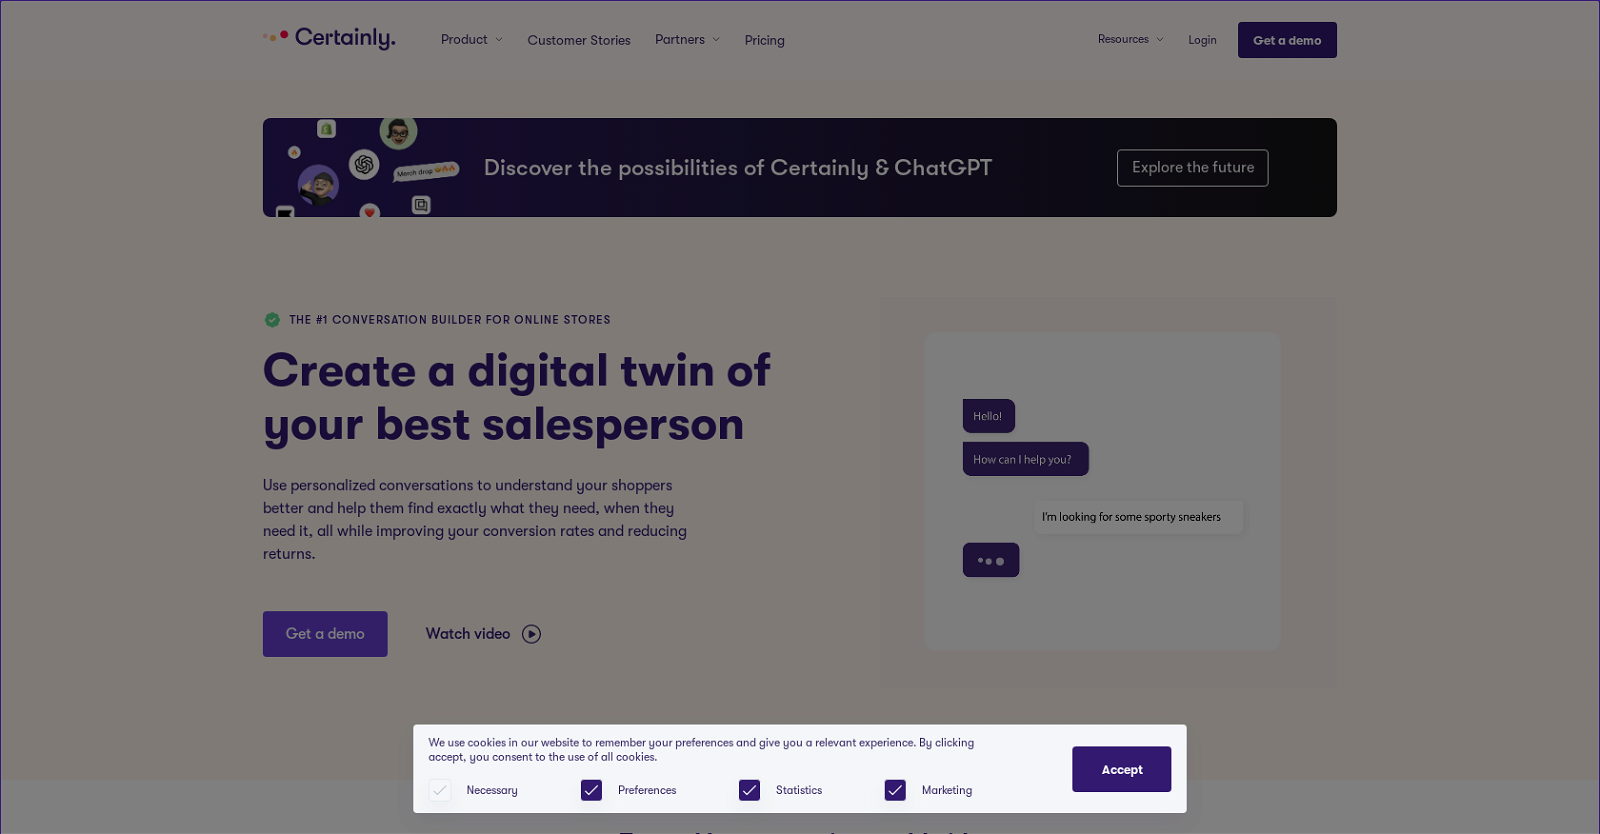 Certainly.
Product
Customer Stories
Partners
Pricing
Resources
Login
Get a demo
Merch drop
Discover the possibilities of Certainly & ChatGPT
Explore the future
THE #1 CONVERSATION BUILDER FOR ONLINE STORES
Create a digital twin of
your best salesperson
Use personalized conversations to understand your shoppers
better and help them find exactly what they need, when they
need it, all while improving your conversion rates and reducing
returns.
Get a demo
Watch video
Hello!
How can I help you?
I'm looking for some sporty sneakers
We use cookies in our website to remember your preferences and give you a relevant experience. By clicking
accept, you consent to the use of all cookies.
Necessary
Preferences
Statistics
Marketing
Accept